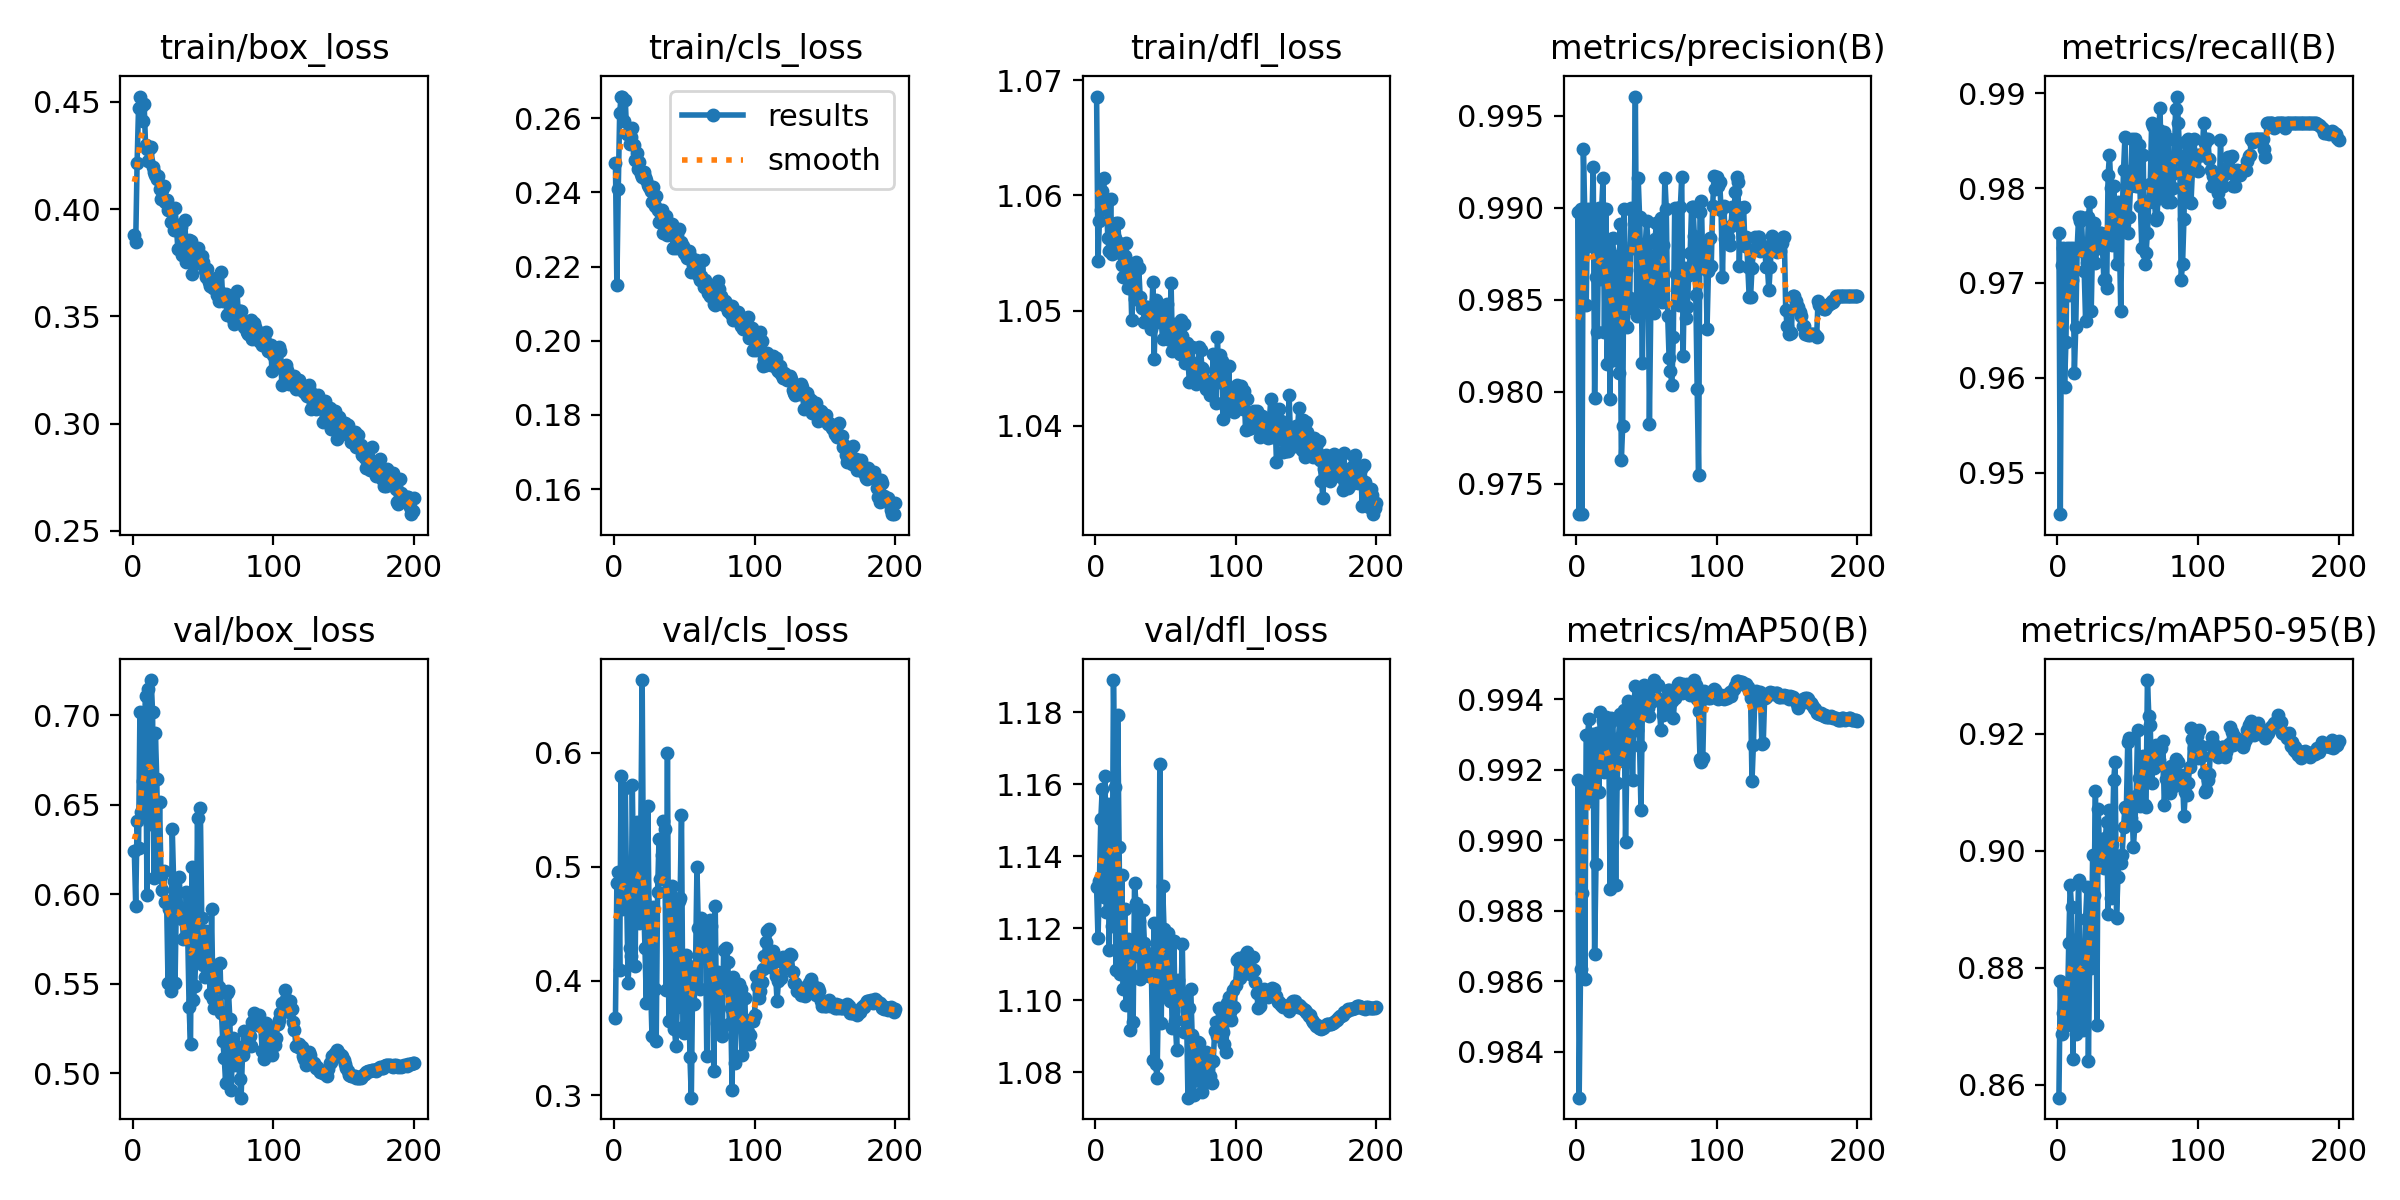 train/box_loss
0.45
0.40
0.35
0.30
0.25
0 100 200
train/cls_loss
results
smooth
0.26
0.24
0.22
0.20
0.18
0.16
0 100 200
train/dfl_loss
1.07
1.06
1.05
1.04
0 100 200
metrics/precision(B)
0.995
0.990
0.985
0.980
0.975
0 100 200
metrics/recall(B)
0.99
0.98
0.97
0.96
0.95
0 100 200
val/box_loss
0.70
0.65
0.60
0.55
0.50
0 100 200
val/cls_loss
0.6
0.5
0.4
0.3
0 100 200
val/dfl_loss
1.18
1.16
1.14
1.12
1.10
1.08
0 100 200
metrics/mAP50(B)
0.994
0.992
0.990
0.988
0.986
0.984
0 100 200
metrics/mAP50-95(B)
0.92
0.90
0.88
0.86
0 100 200